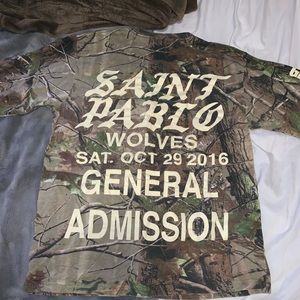 SAINT
PABLO
WOLVES
SAT. OCT 29 2016
GENERAL
ADMISSION